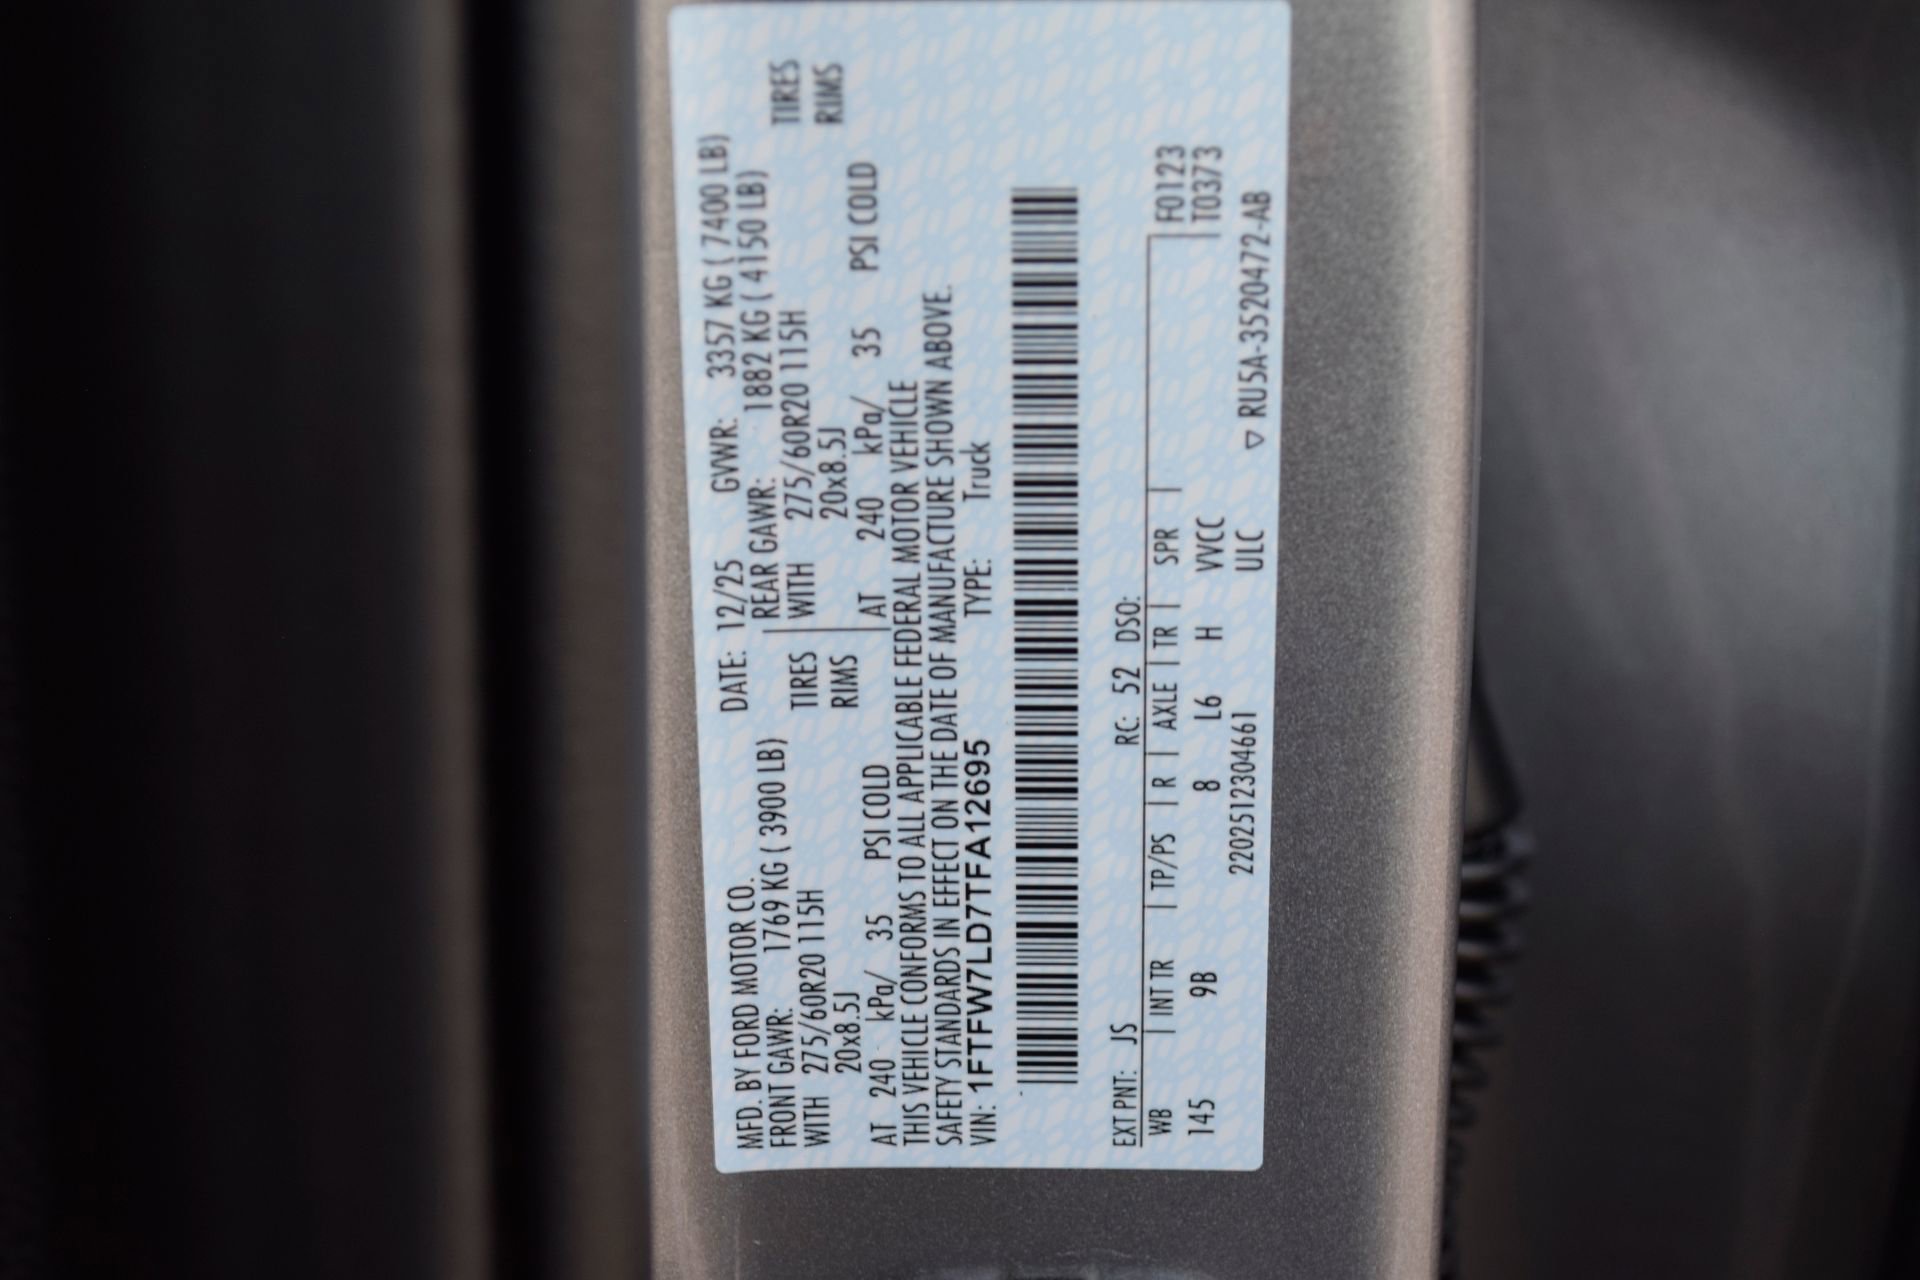 MFD. BY FORD MOTOR CO. DATE: 12/25 GVWR: 3357 KG ( 7400 LB)
FRONT GAWR: 1769 KG ( 3900 LB) REAR GAWR: 1882 KG ( 4150 LB)
WITH 275/60R20 115H TIRES WITH 275/60R20 115H TIRES
20x8.5J RIMS 20x8.5J RIMS
AT 240 kPa/ 35 PSI COLD AT 240 kPa/ 35 PSI COLD
THIS VEHICLE CONFORMS TO ALL APPLICABLE FEDERAL MOTOR VEHICLE
SAFETY STANDARDS IN EFFECT ON THE DATE OF MANUFACTURE SHOWN ABOVE.
VIN: 1FTFW7LD7TFA12695 TYPE: Truck
EXT PNT: JS RC: 52 DSO:
WB | INT TR | TP/PS | R | AXLE | TR | SPR | F0123
145 9B 8 L6 H VVCC T0373
2202512304661 ULC ▽ RU5A-3520472-AB